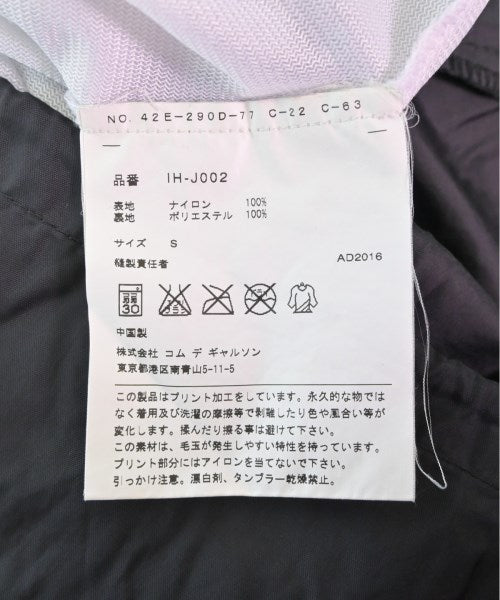 NO. 42E-290D-77 C-22 C-63
品番 IH-J002
表地 ナイロン 100%
裏地 ポリエステル 100%
サイズ S
縫製責任者 AD2016
30
中国製
株式会社 コム デ ギャルソン
東京都港区南青山5-11-5
この製品はプリント加工をしています。永久的な物では
なく着用及び洗濯の摩擦等で剥離したり色や風合い等が
変化します。揉んだり擦る事は避けて下さい。
この素材は、毛玉が発生しやすい特性を持っています。
プリント部分にはアイロンを当てないで下さい。
引っかけ注意。漂白剤、タンブラー乾燥禁止。